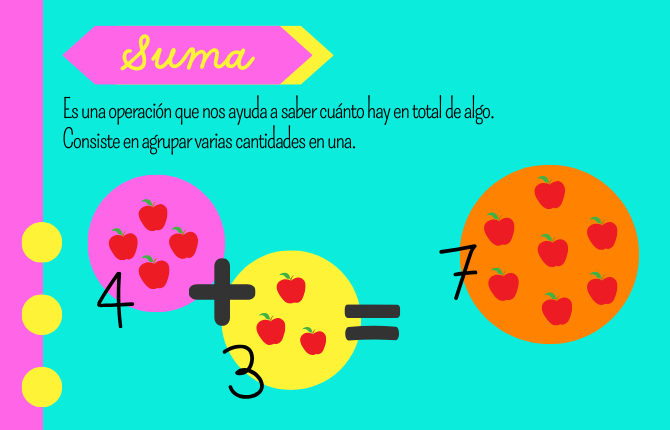 Suma
Es una operación que nos ayuda a saber cuánto hay en total de algo.
Consiste en agrupar varias cantidades en una.
4 + 3 = 7